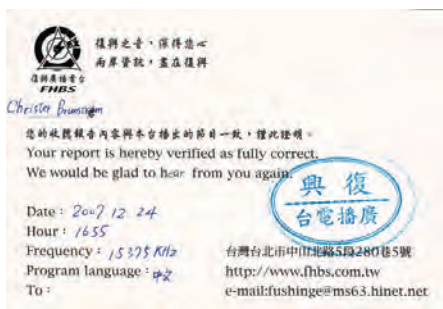 復興之音，深得您心
兩岸資訊，盡在復興
復興廣播電台
FHBS
Christer Brunström
您的收聽報告內容與本台播出的節目一致，僅此證明。
Your report is hereby verified as fully correct.
We would be glad to hear from you again.
興復
台電播廣
Date： 2007 12 24
Hour： 1655
Frequency： 15375 KHz
Program language： 中文
To：
台灣台北市中山北路5段280巷5號
http://www.fhbs.com.tw
e-mail:fushinge@ms63.hinet.net